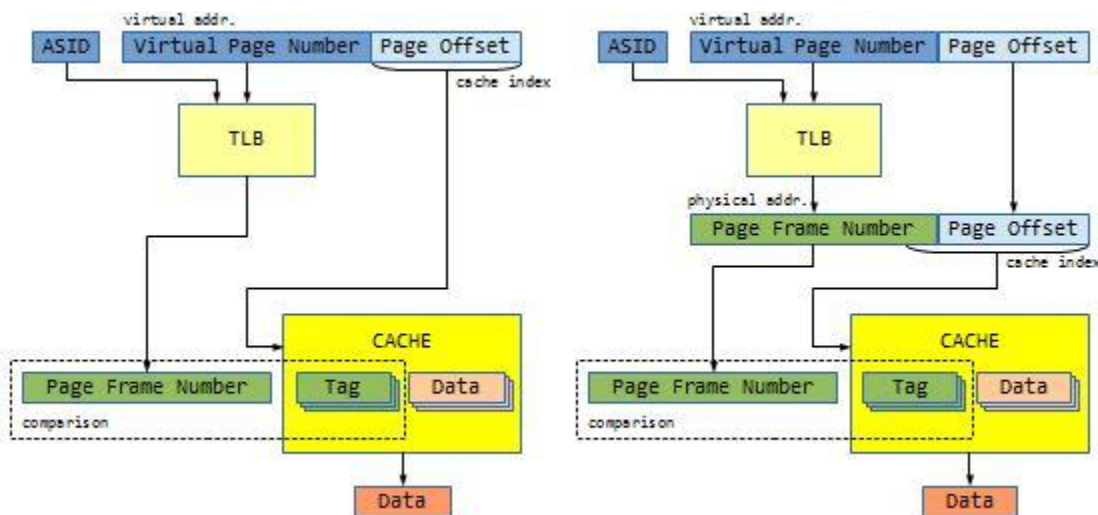 virtual addr.
ASID Virtual Page Number Page Offset
cache index
TLB
CACHE
Page Frame Number Tag Data
comparison
Data
virtual addr.
ASID Virtual Page Number Page Offset
TLB
physical addr.
Page Frame Number Page Offset
cache index
CACHE
Page Frame Number Tag Data
comparison
Data